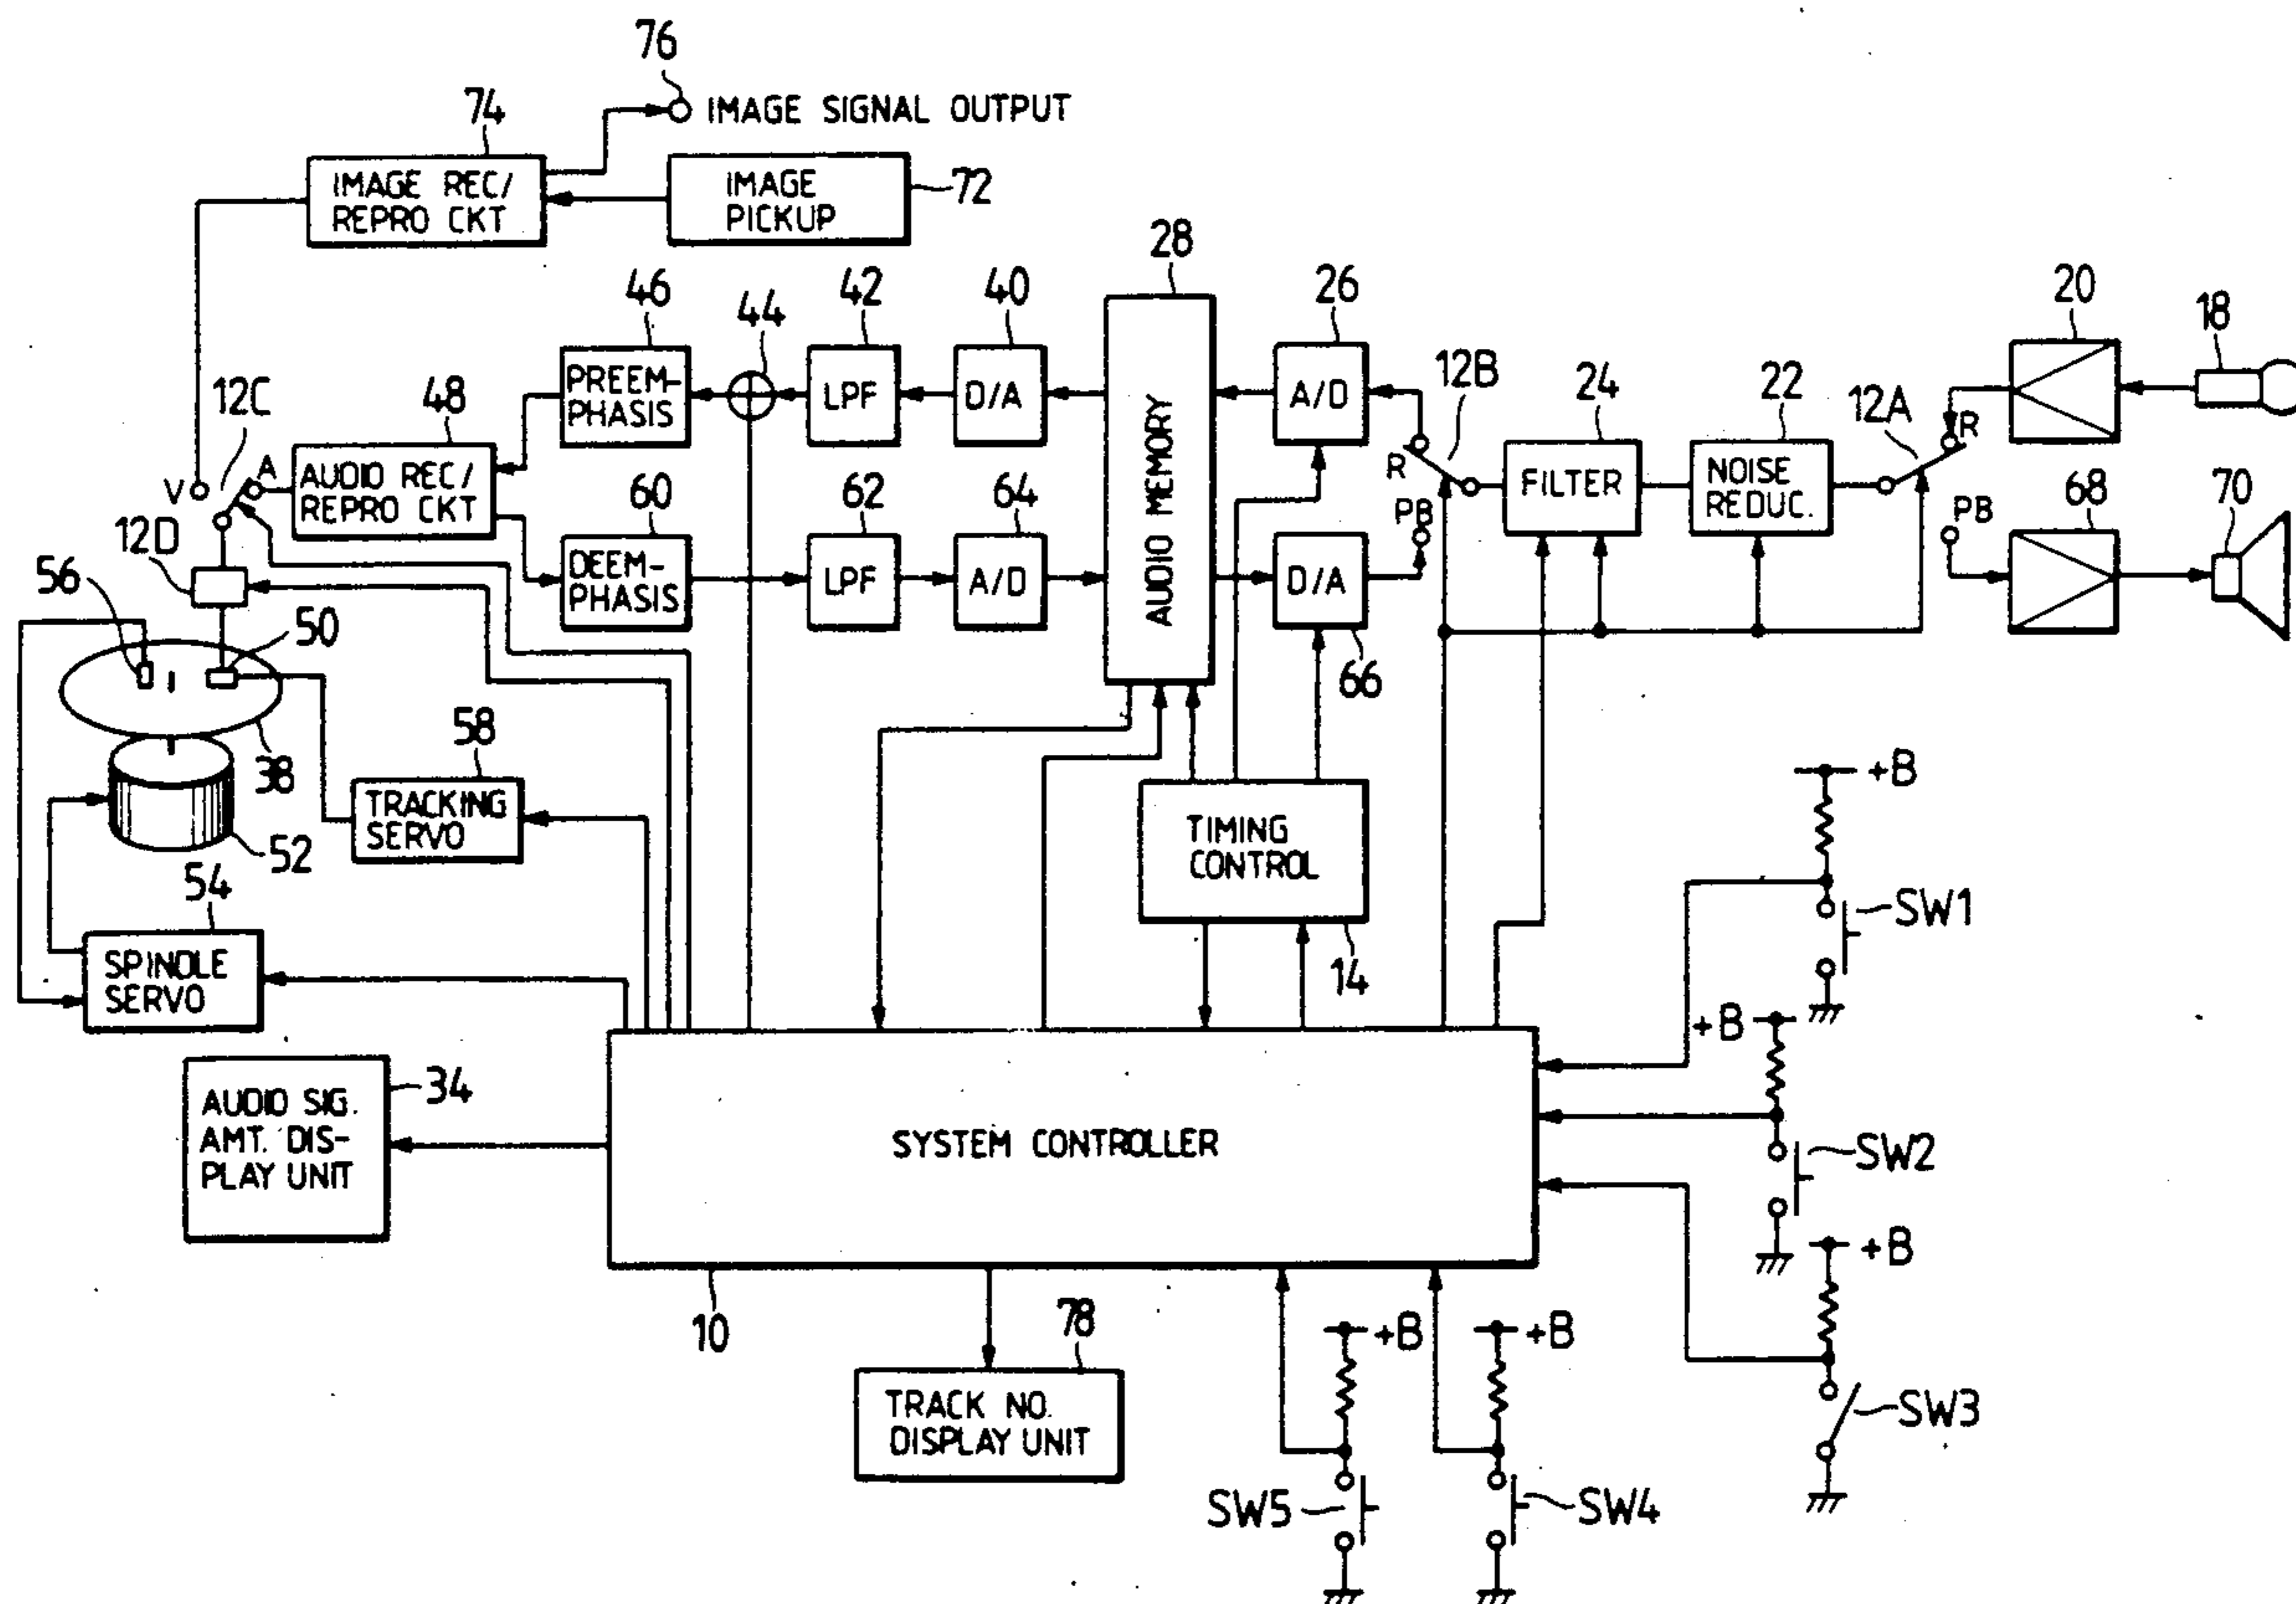 76
IMAGE SIGNAL OUTPUT
74
IMAGE REC/
REPRO CKT
IMAGE
PICKUP
72
28
46
44
42
40
26
20
18
PREEM-
PHASIS
LPF
D/A
AUDIO MEMORY
A/D
12B
24
22
12A
R
12C
48
V
A
AUDIO REC/
REPRO CKT
R
FILTER
NOISE
REDUC.
60
62
64
PB
PB
68
70
12D
56
DEEM-
PHASIS
LPF
A/D
D/A
50
66
58
38
TRACKING
SERVO
TIMING
CONTROL
+B
52
54
SW1
SPINDLE
SERVO
14
+B
34
AUDIO SIG.
AMT. DIS-
PLAY UNIT
SYSTEM CONTROLLER
SW2
+B
10
78
+B
+B
TRACK NO.
DISPLAY UNIT
SW3
SW5
SW4